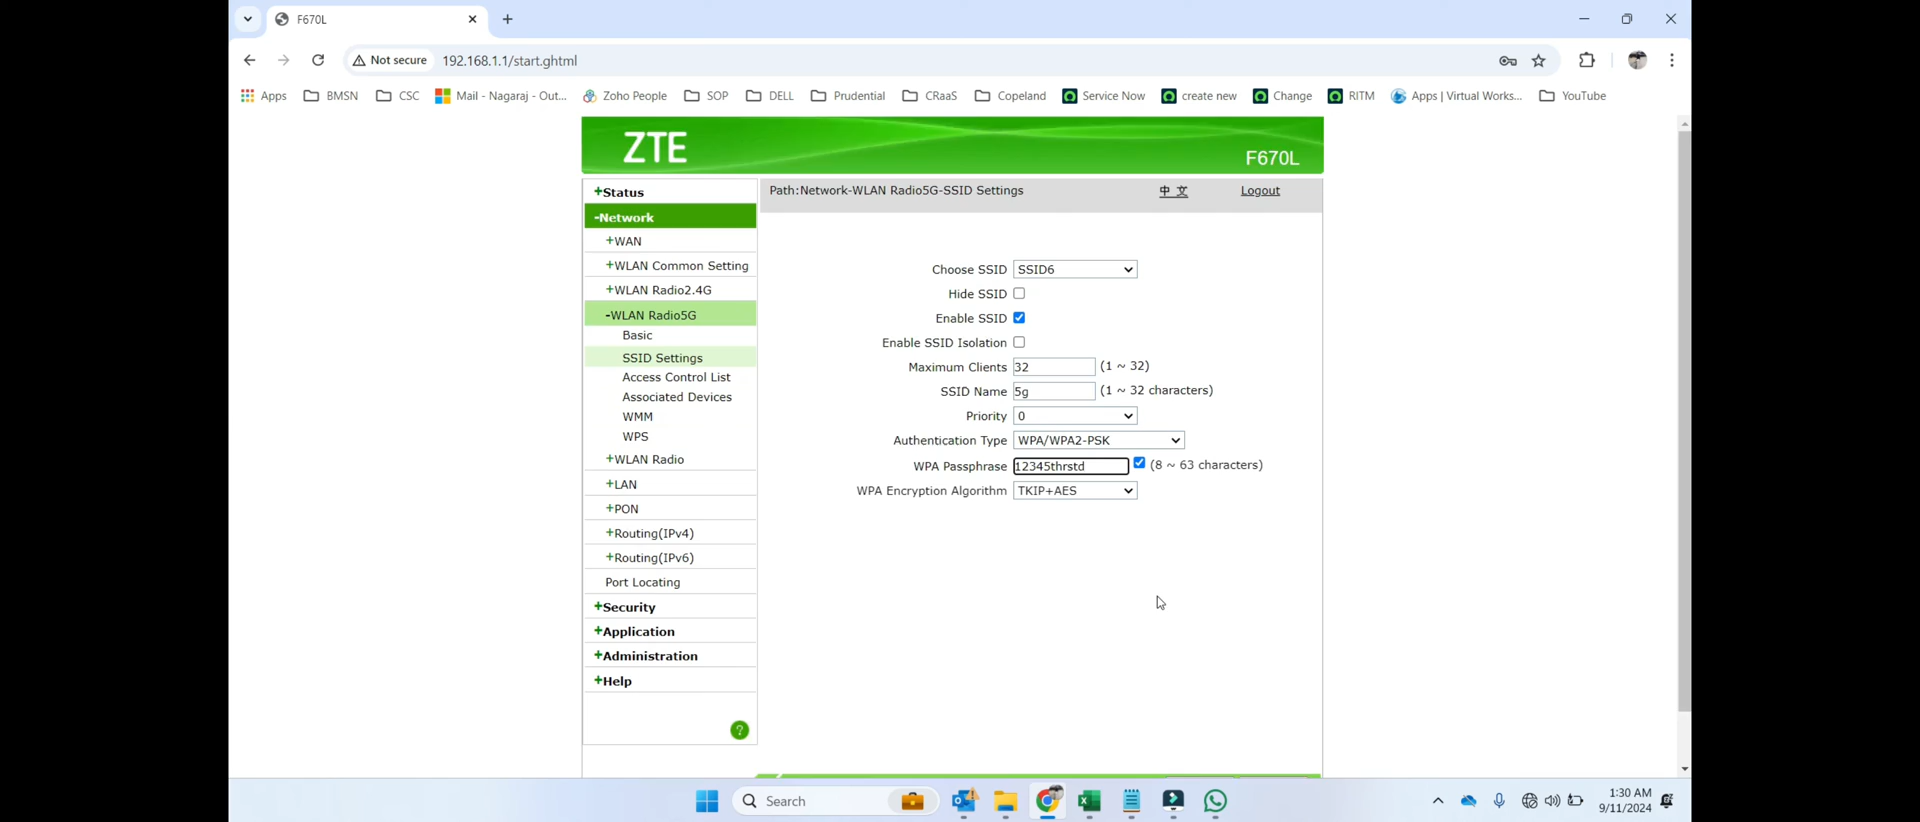 F670L
Not secure 192.168.1.1/start.ghtml
Apps BMSN CSC Mail - Nagaraj - Out... Zoho People SOP DELL Prudential CRaaS Copeland Service Now create new Change RITM Apps | Virtual Works... YouTube
ZTE
F670L
+Status
Path:Network-WLAN Radio5G-SSID Settings 中 文 Logout
-Network
+WAN
+WLAN Common Setting
+WLAN Radio2.4G
-WLAN Radio5G
Basic
SSID Settings
Access Control List
Associated Devices
WMM
WPS
+WLAN Radio
+LAN
+PON
+Routing(IPv4)
+Routing(IPv6)
Port Locating
+Security
+Application
+Administration
+Help
?
Choose SSID SSID6
Hide SSID
Enable SSID
Enable SSID Isolation
Maximum Clients 32 (1 ~ 32)
SSID Name 5g (1 ~ 32 characters)
Priority 0
Authentication Type WPA/WPA2-PSK
WPA Passphrase 12345thrstd (8 ~ 63 characters)
WPA Encryption Algorithm TKIP+AES
Search
1:30 AM
9/11/2024